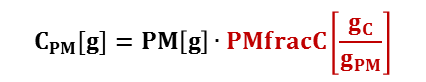 C_PM[g] = PM[g] · PMfracC [g_C / g_PM]